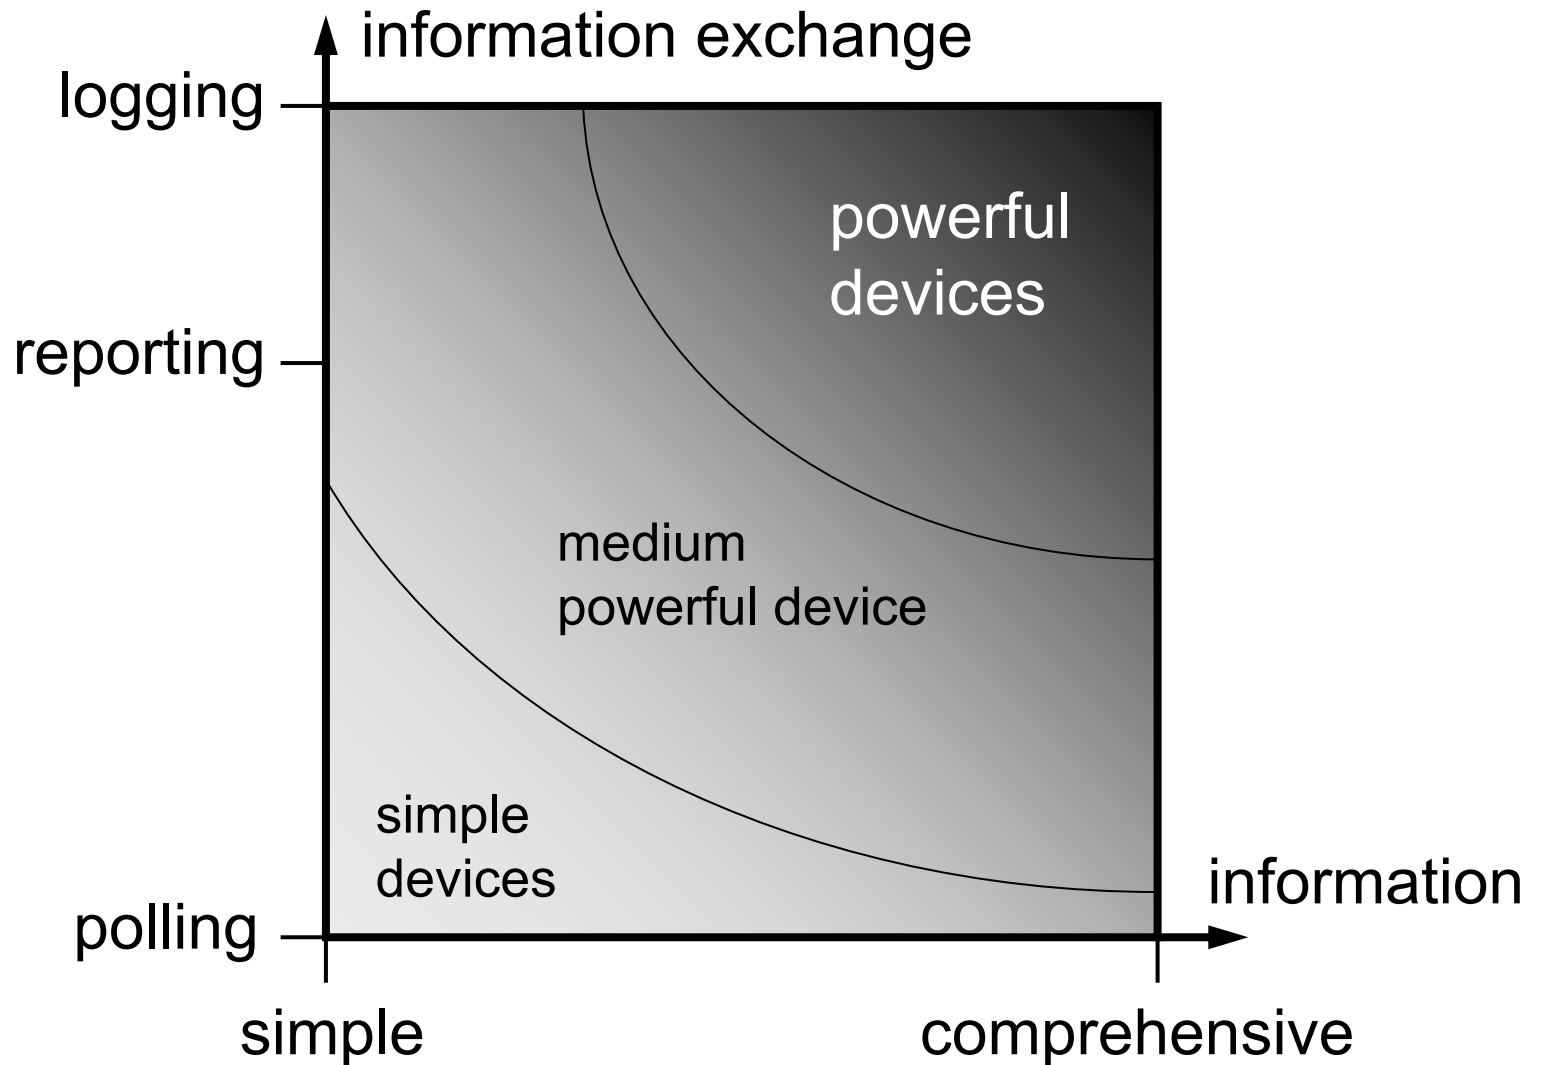 information exchange
logging
powerful
devices
reporting
medium
powerful device
simple
devices
information
polling
simple
comprehensive